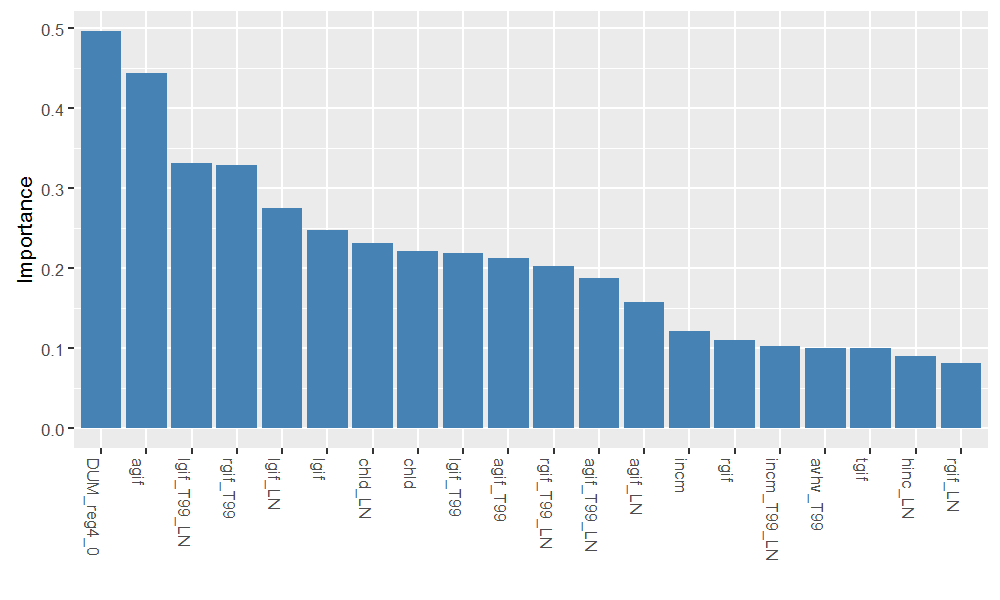 Importance
0.5
0.4
0.3
0.2
0.1
0.0
DUM_reg4_0
agif
lgif_T99_LN
rgif_T99
lgif_LN
lgif
chld_LN
chld
lgif_T99
agif_T99
rgif_T99_LN
agif_T99_LN
agif_LN
incm
rgif
incm_T99_LN
avhv_T99
tgif
hinc_LN
rgif_LN